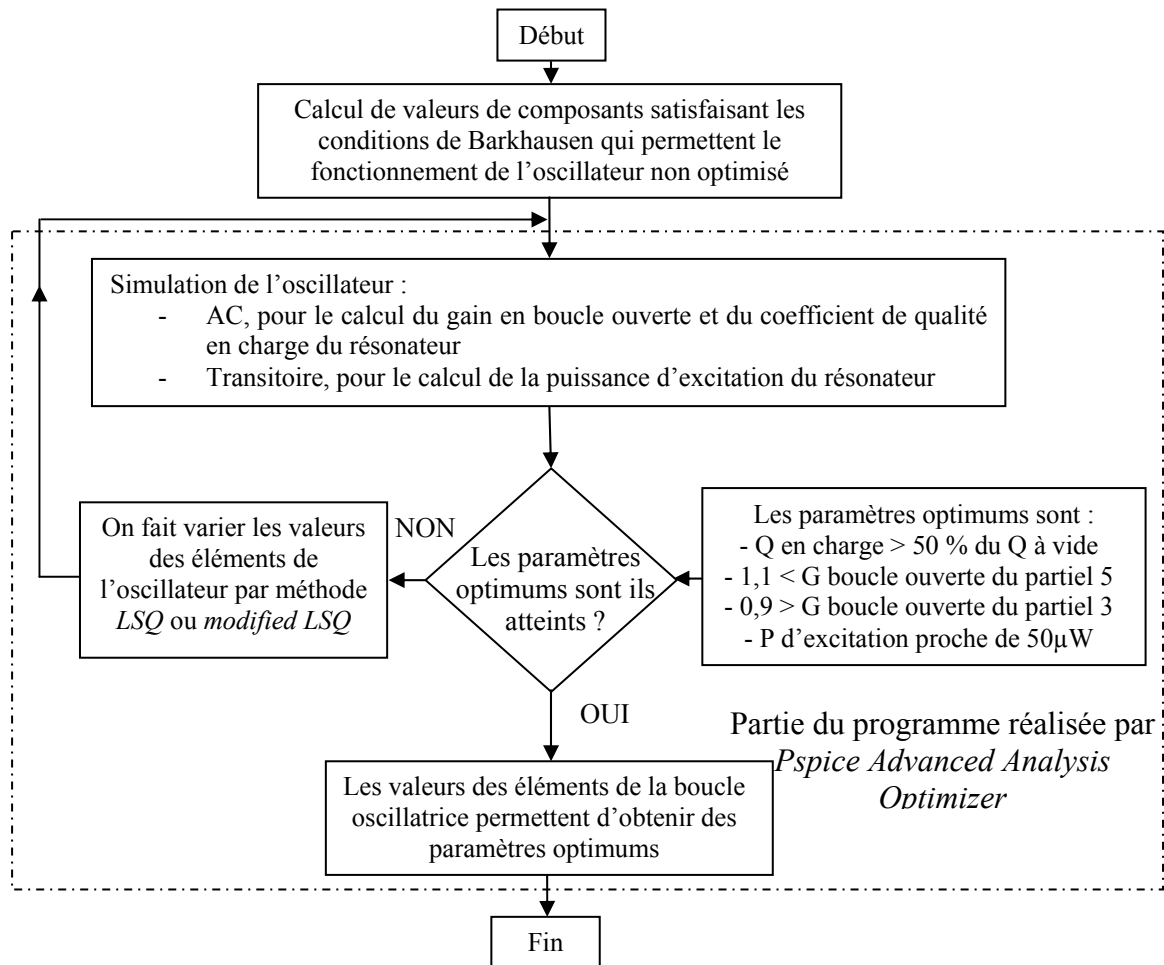 Début
Calcul de valeurs de composants satisfaisant les
conditions de Barkhausen qui permettent le
fonctionnement de l'oscillateur non optimisé
Simulation de l'oscillateur :
- AC, pour le calcul du gain en boucle ouverte et du coefficient de qualité
en charge du résonateur
- Transitoire, pour le calcul de la puissance d'excitation du résonateur
On fait varier les valeurs
des éléments de
l'oscillateur par méthode
LSQ ou modified LSQ
NON
Les paramètres
optimums sont ils
atteints ?
Les paramètres optimums sont :
- Q en charge > 50 % du Q à vide
- 1,1 < G boucle ouverte du partiel 5
- 0,9 > G boucle ouverte du partiel 3
- P d'excitation proche de 50µW
OUI
Partie du programme réalisée par
Pspice Advanced Analysis
Optimizer
Les valeurs des éléments de la boucle
oscillatrice permettent d'obtenir des
paramètres optimums
Fin